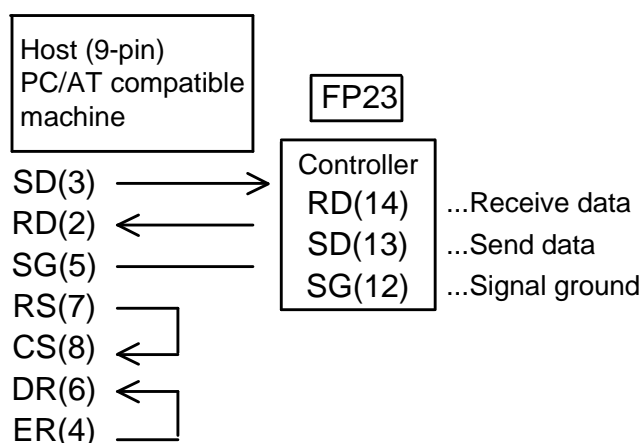 Host (9-pin)
PC/AT compatible
machine
FP23
Controller
SD(3)
RD(14) ...Receive data
RD(2)
SD(13) ...Send data
SG(5)
SG(12) ...Signal ground
RS(7)
CS(8)
DR(6)
ER(4)